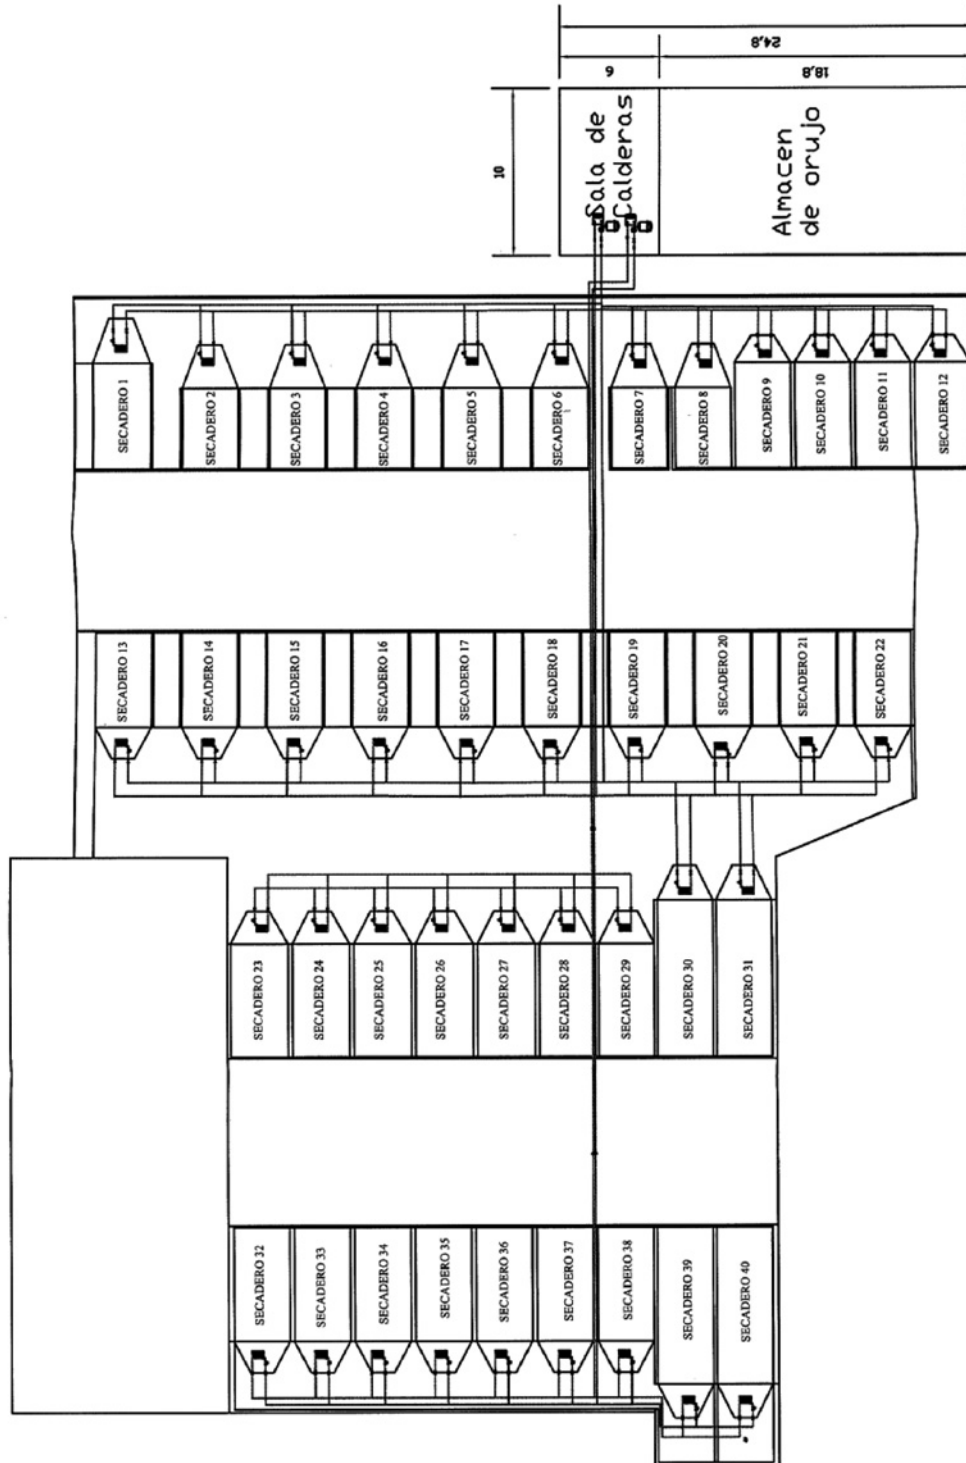 24,8
6
18,8
10
Sala de
Calderas
Almacen
de orujo
SECADERO 1
SECADERO 2
SECADERO 3
SECADERO 4
SECADERO 5
SECADERO 6
SECADERO 7
SECADERO 8
SECADERO 9
SECADERO 10
SECADERO 11
SECADERO 12
SECADERO 13
SECADERO 14
SECADERO 15
SECADERO 16
SECADERO 17
SECADERO 18
SECADERO 19
SECADERO 20
SECADERO 21
SECADERO 22
SECADERO 23
SECADERO 24
SECADERO 25
SECADERO 26
SECADERO 27
SECADERO 28
SECADERO 29
SECADERO 30
SECADERO 31
SECADERO 32
SECADERO 33
SECADERO 34
SECADERO 35
SECADERO 36
SECADERO 37
SECADERO 38
SECADERO 39
SECADERO 40